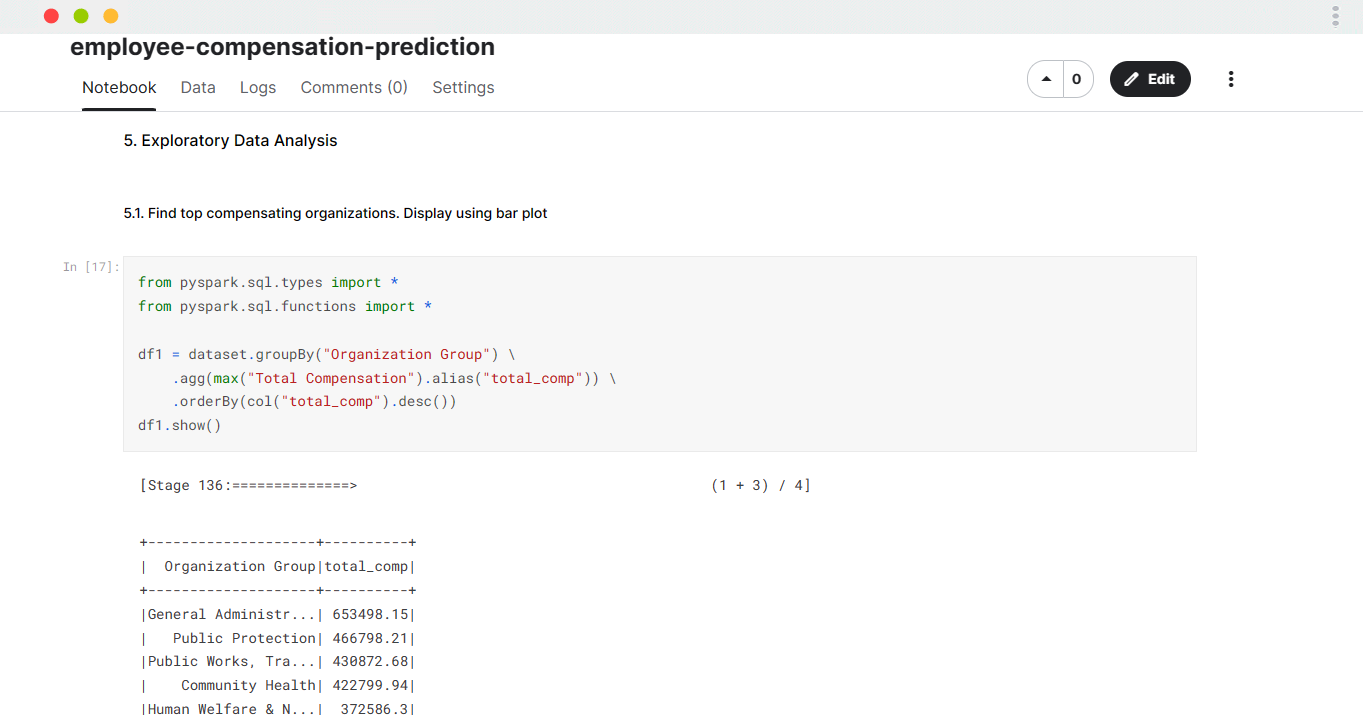 employee-compensation-prediction
Notebook Data Logs Comments (0) Settings
0 Edit
5. Exploratory Data Analysis
5.1. Find top compensating organizations. Display using bar plot
In [17]:
from pyspark.sql.types import *
from pyspark.sql.functions import *
df1 = dataset.groupBy("Organization Group") \
    .agg(max("Total Compensation").alias("total_comp")) \
    .orderBy(col("total_comp").desc())
df1.show()
[Stage 136:==============>                                          (1 + 3) / 4]
+--------------------+----------+
|  Organization Group|total_comp|
+--------------------+----------+
|General Administr...| 653498.15|
|   Public Protection| 466798.21|
|Public Works, Tra...| 430872.68|
|    Community Health| 422799.94|
|Human Welfare & N...|  372586.3|